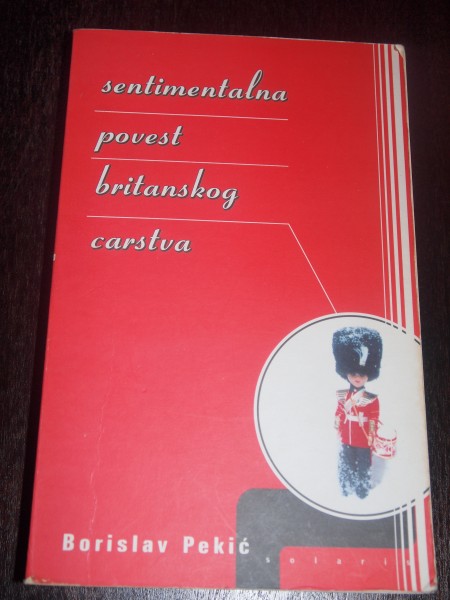 sentimentalna
povest
britanskog
carstva
Borislav Pekić
solaris